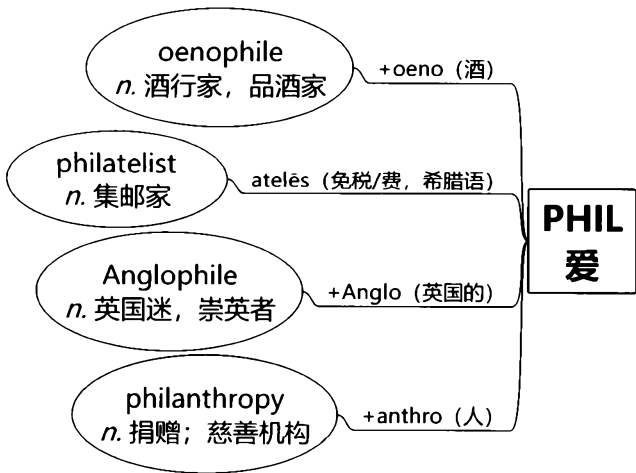 oenophile
n. 酒行家，品酒家
+oeno（酒）
philatelist
n. 集邮家
atelēs（免税/费，希腊语）
PHIL
爱
Anglophile
n. 英国迷，崇英者
+Anglo（英国的）
philanthropy
n. 捐赠；慈善机构
+anthro（人）